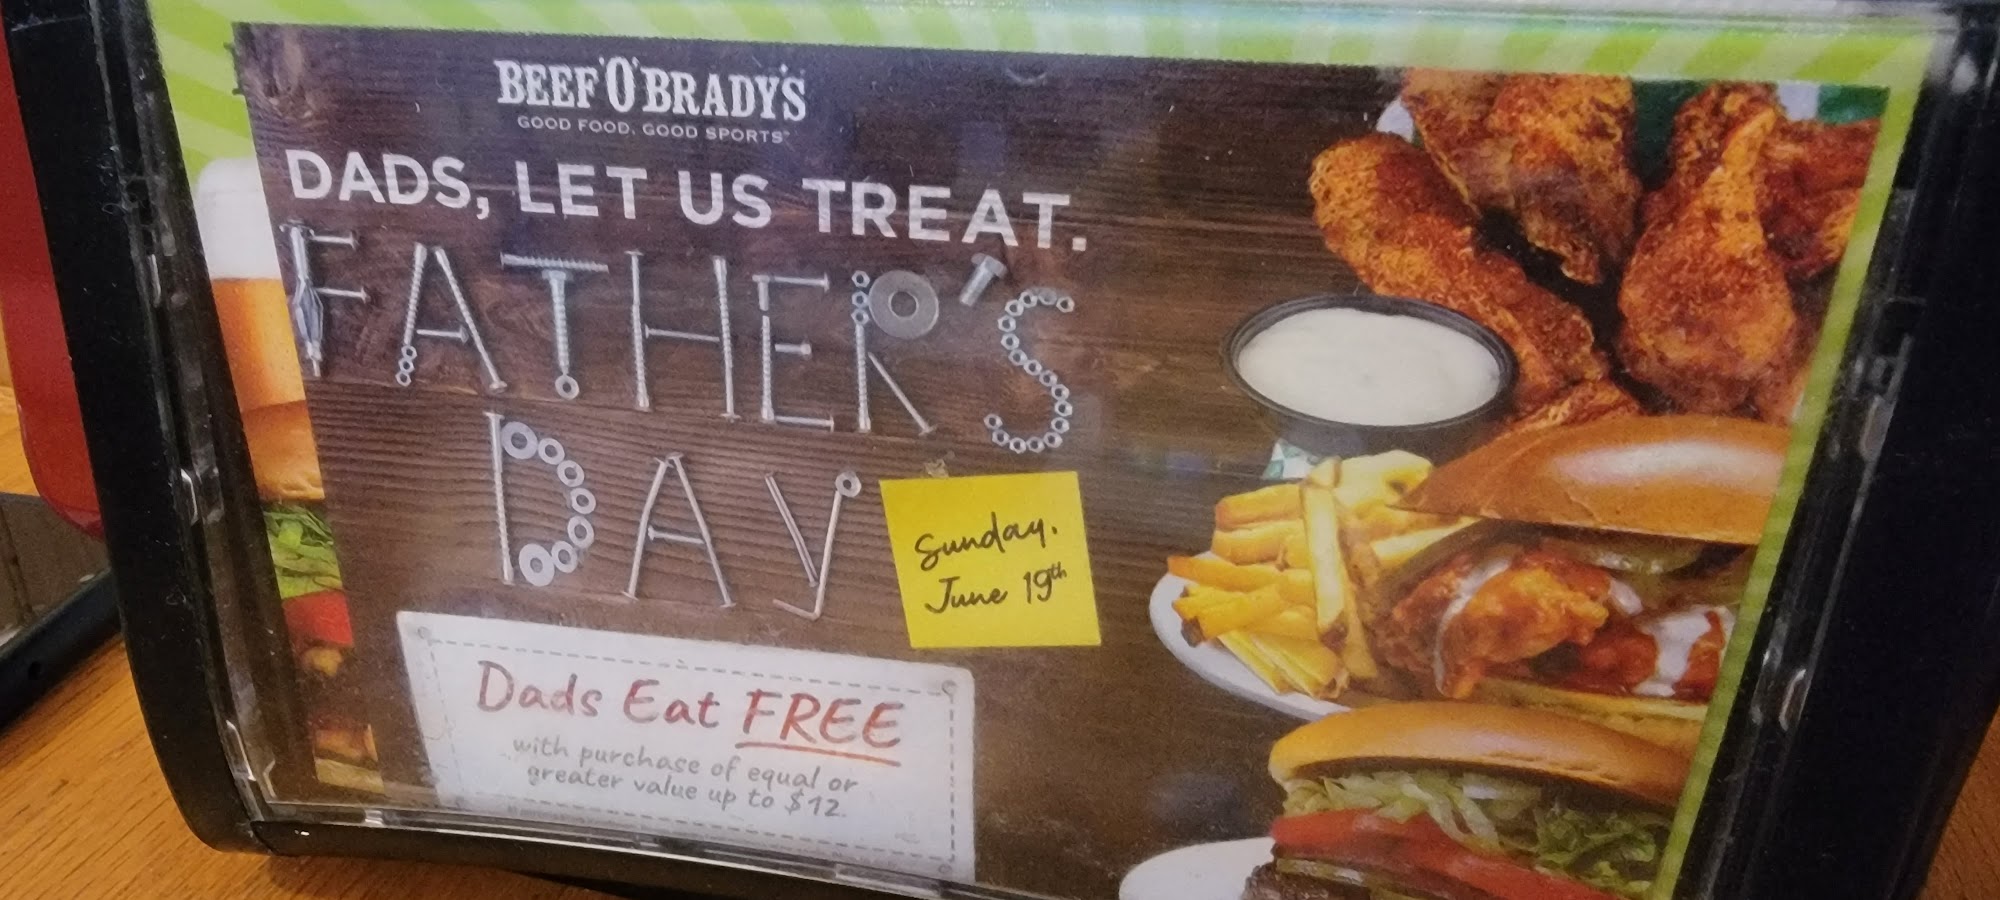 BEEF 'O' BRADY'S
GOOD FOOD. GOOD SPORTS™
DADS, LET US TREAT.
FATHER'S
DAY
Sunday,
June 19th
Dads Eat FREE
with purchase of equal or
greater value up to $12.